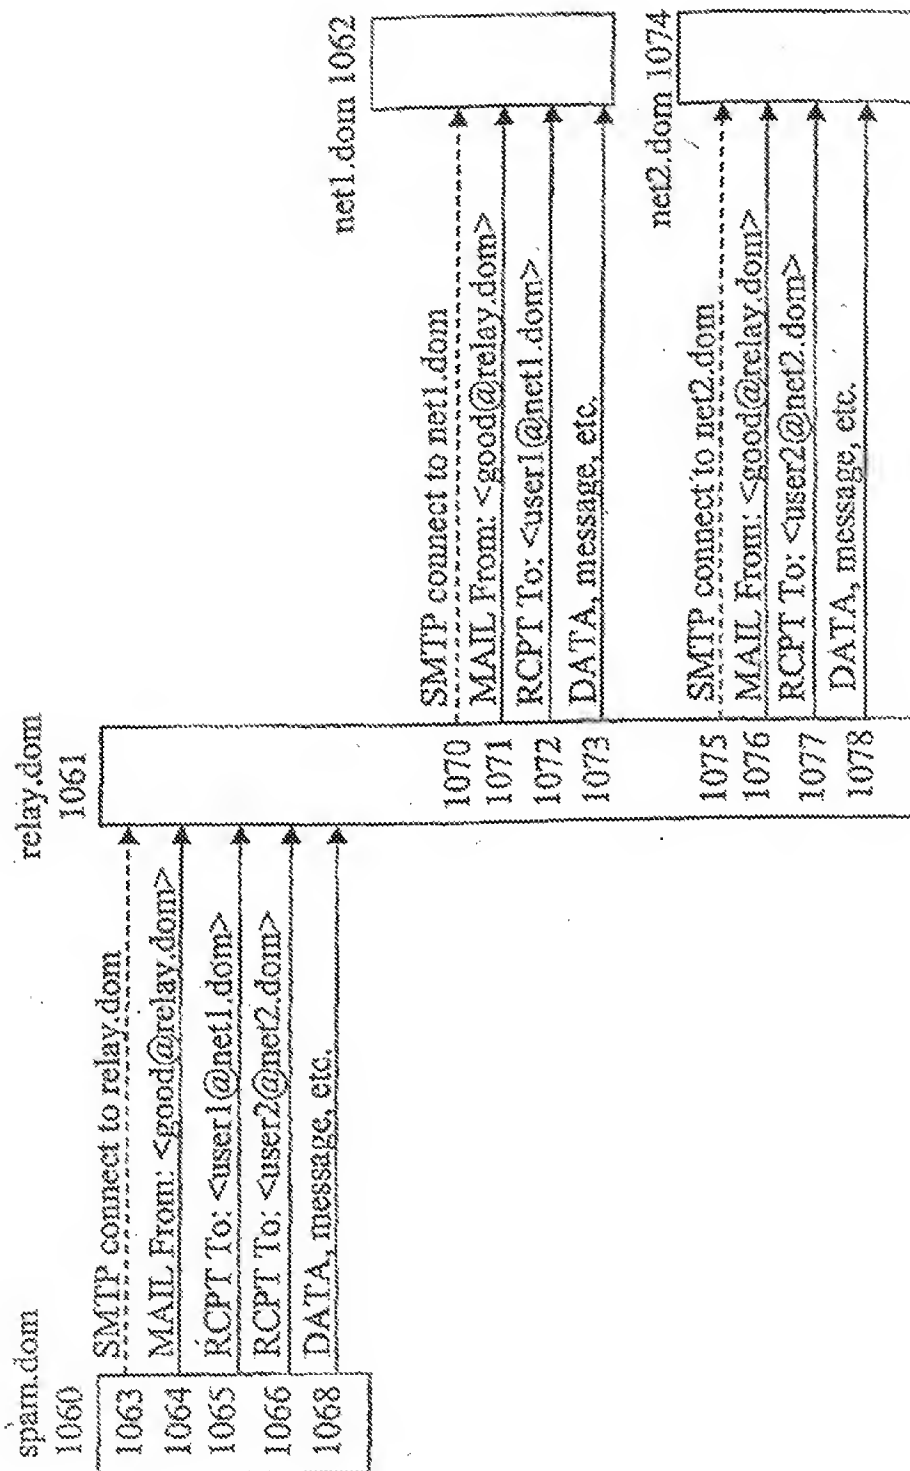 spam.dom
1060
1063
1064
1065
1066
1068
SMTP connect to relay.dom
MAIL From: <good@relay.dom>
RCPT To: <user1@net1.dom>
RCPT To: <user2@net2.dom>
DATA, message, etc.
relay.dom
1061
1070
1071
1072
1073
SMTP connect to net1.dom
MAIL From: <good@relay.dom>
RCPT To: <user1@net1.dom>
DATA, message, etc.
net1.dom 1062
1075
1076
1077
1078
SMTP connect to net2.dom
MAIL From: <good@relay.dom>
RCPT To: <user2@net2.dom>
DATA, message, etc.
net2.dom 1074